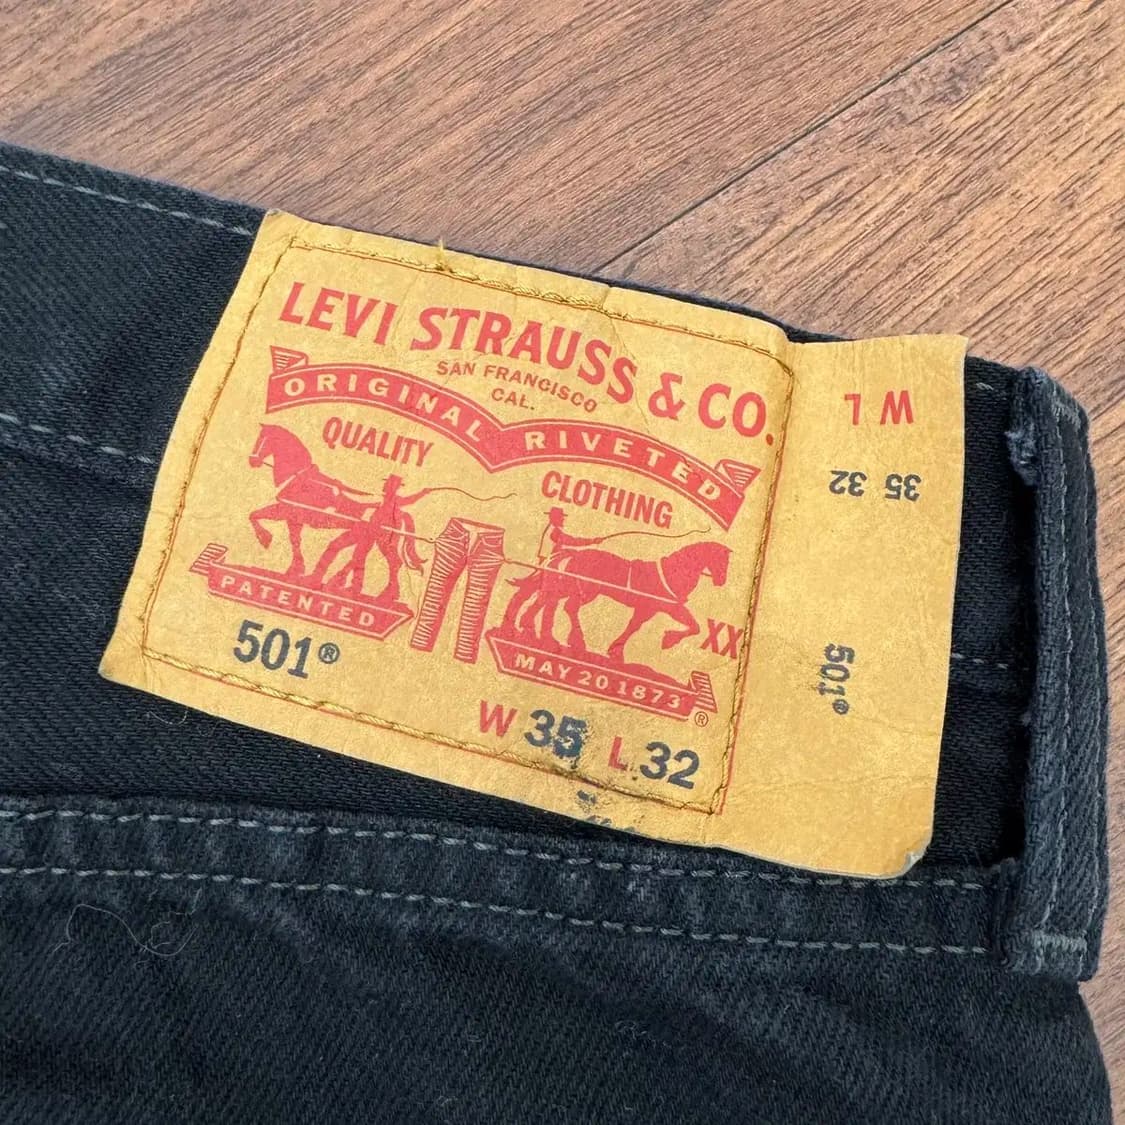 LEVI STRAUSS & CO.
SAN FRANCISCO
CAL.
ORIGINAL RIVETED
QUALITY
CLOTHING
PATENTED
XX
MAY 20 1873
®
501®
W 35 L 32
W L
35 32
501®